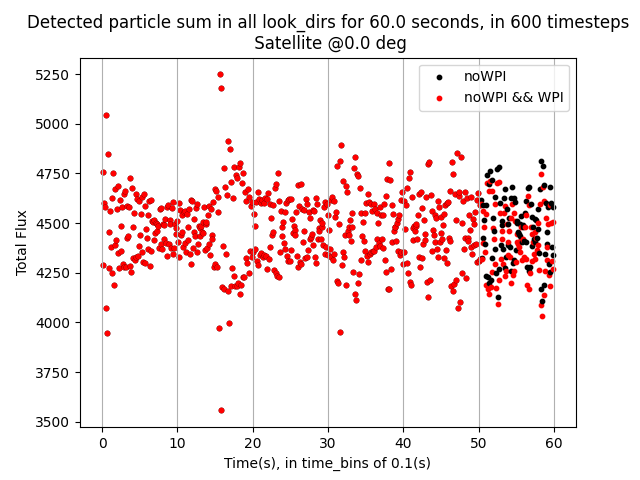 Detected particle sum in all look_dirs for 60.0 seconds, in 600 timesteps
Satellite @0.0 deg
noWPI
noWPI && WPI
5250
5000
4750
4500
4250
4000
3750
3500
Total Flux
0 10 20 30 40 50 60
Time(s), in time_bins of 0.1(s)